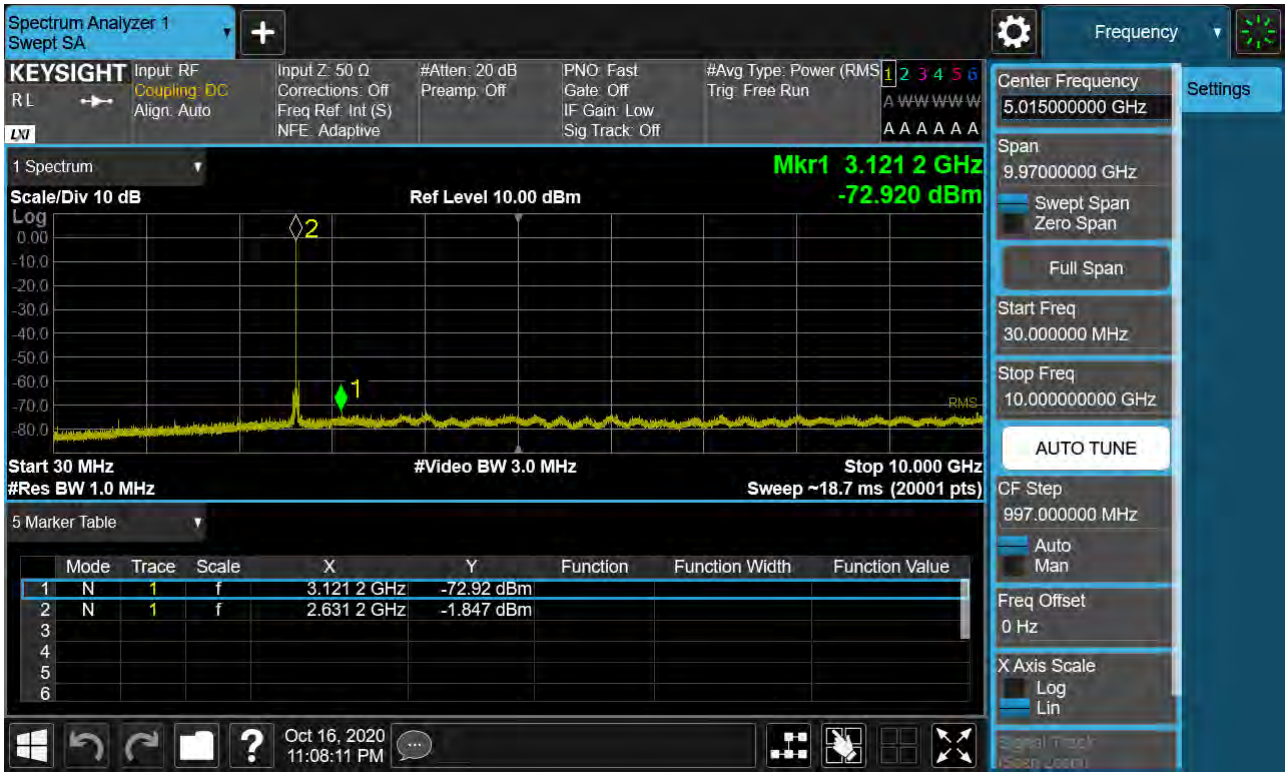 Spectrum Analyzer 1
Swept SA
Frequency
KEYSIGHT
RL
LXI
Input: RF
Coupling: DC
Align: Auto
Input Z: 50 Ω
Corrections: Off
Freq Ref: Int (S)
NFE: Adaptive
#Atten: 20 dB
Preamp: Off
PNO: Fast
Gate: Off
IF Gain: Low
Sig Track: Off
#Avg Type: Power (RMS
Trig: Free Run
1 2 3 4 5 6
A W W W W W
A A A A A A
1 Spectrum
Mkr1 3.121 2 GHz
Scale/Div 10 dB
Ref Level 10.00 dBm
-72.920 dBm
Log
0.00
-10.0
-20.0
-30.0
-40.0
-50.0
-60.0
-70.0
-80.0
2
1
RMS
Start 30 MHz
#Video BW 3.0 MHz
Stop 10.000 GHz
#Res BW 1.0 MHz
Sweep ~18.7 ms (20001 pts)
5 Marker Table
Mode Trace Scale X Y Function Function Width Function Value
1 N 1 f 3.121 2 GHz -72.92 dBm
2 N 1 f 2.631 2 GHz -1.847 dBm
3
4
5
6
Oct 16, 2020
11:08:11 PM
?
Center Frequency
5.015000000 GHz
Settings
Span
9.97000000 GHz
Swept Span
Zero Span
Full Span
Start Freq
30.000000 MHz
Stop Freq
10.000000000 GHz
AUTO TUNE
CF Step
997.000000 MHz
Auto
Man
Freq Offset
0 Hz
X Axis Scale
Log
Lin
Signal Track
(Span Zoom)